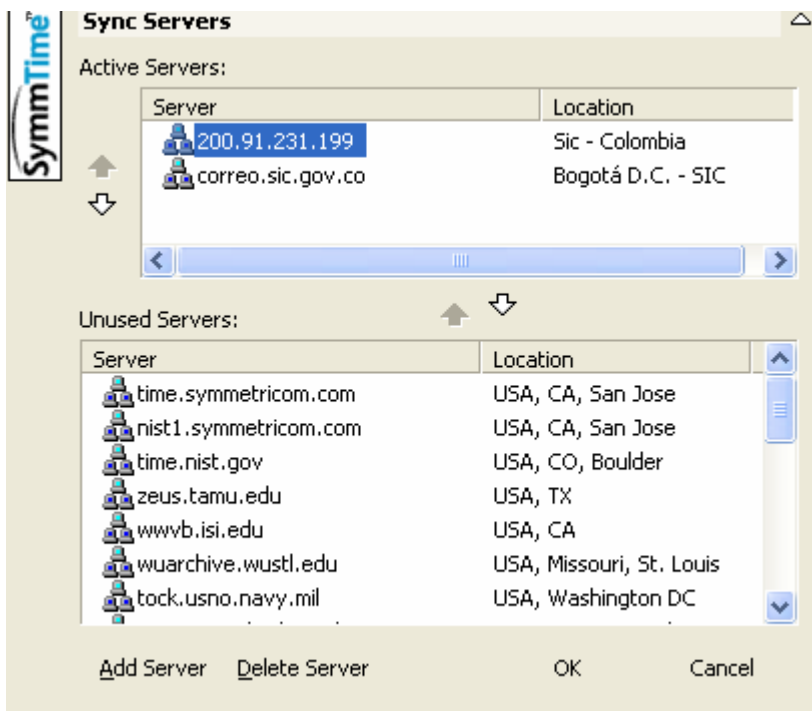 SymmTime
Sync Servers
Active Servers:
Server Location
200.91.231.199 Sic - Colombia
correo.sic.gov.co Bogotá D.C. - SIC
Unused Servers:
Server Location
time.symmetricom.com USA, CA, San Jose
nist1.symmetricom.com USA, CA, San Jose
time.nist.gov USA, CO, Boulder
zeus.tamu.edu USA, TX
wwvb.isi.edu USA, CA
wuarchive.wustl.edu USA, Missouri, St. Louis
tock.usno.navy.mil USA, Washington DC
Add Server Delete Server OK Cancel